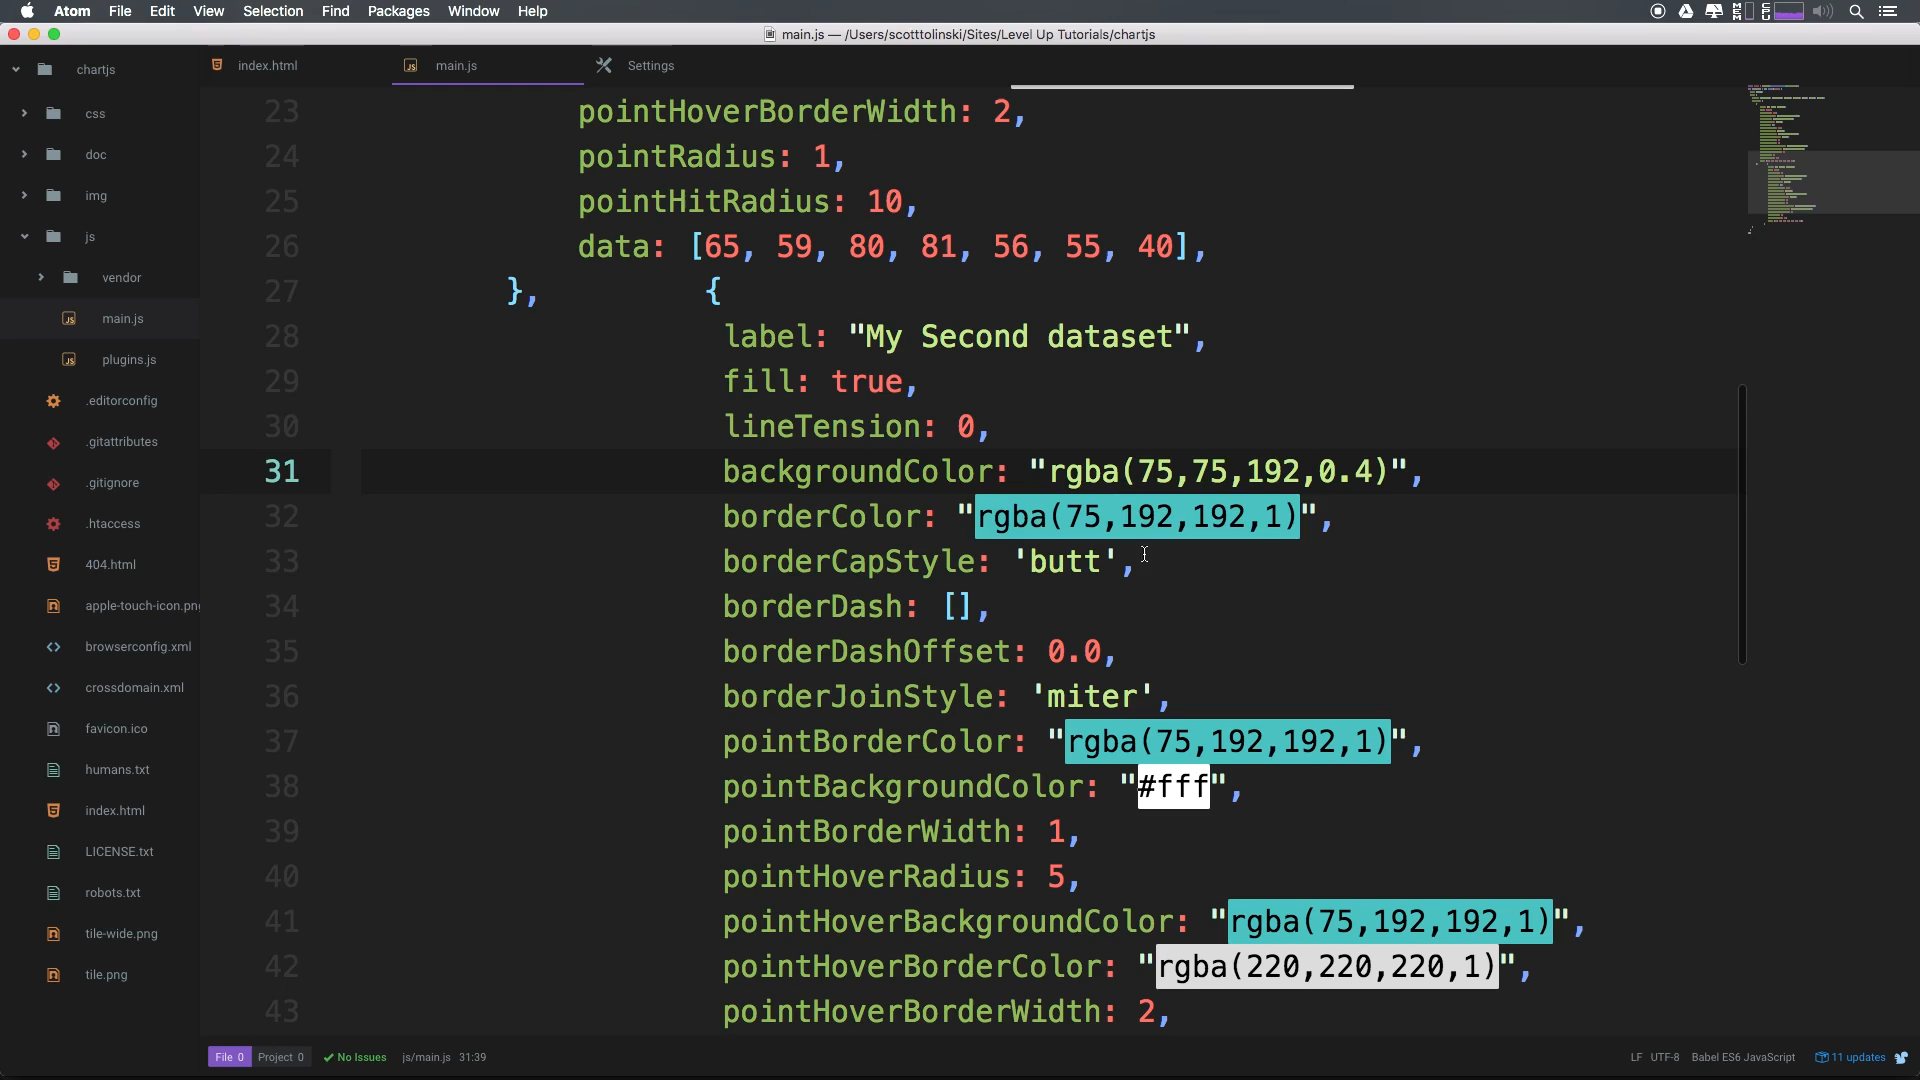 Atom File Edit View Selection Find Packages Window Help
main.js — /Users/scotttolinski/Sites/Level Up Tutorials/chartjs
chartjs
index.html
main.js
Settings
css
doc
img
js
vendor
main.js
plugins.js
.editorconfig
.gitattributes
.gitignore
.htaccess
404.html
apple-touch-icon.png
browserconfig.xml
crossdomain.xml
favicon.ico
humans.txt
index.html
LICENSE.txt
robots.txt
tile-wide.png
tile.png
23 pointHoverBorderWidth: 2,
24 pointRadius: 1,
25 pointHitRadius: 10,
26 data: [65, 59, 80, 81, 56, 55, 40],
27 }, {
28 label: "My Second dataset",
29 fill: true,
30 lineTension: 0,
31 backgroundColor: "rgba(75,75,192,0.4)",
32 borderColor: "rgba(75,192,192,1)",
33 borderCapStyle: 'butt',
34 borderDash: [],
35 borderDashOffset: 0.0,
36 borderJoinStyle: 'miter',
37 pointBorderColor: "rgba(75,192,192,1)",
38 pointBackgroundColor: "#fff",
39 pointBorderWidth: 1,
40 pointHoverRadius: 5,
41 pointHoverBackgroundColor: "rgba(75,192,192,1)",
42 pointHoverBorderColor: "rgba(220,220,220,1)",
43 pointHoverBorderWidth: 2,
File 0 Project 0 No Issues js/main.js 31:39 LF UTF-8 Babel ES6 JavaScript 11 updates